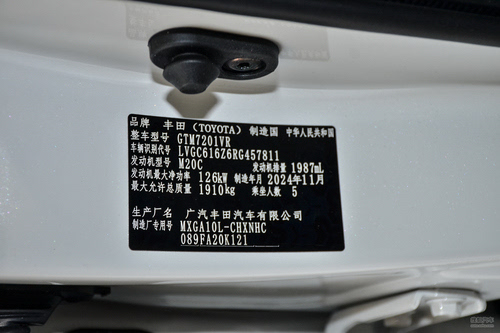 品牌 丰田(TOYOTA) 制造国 中华人民共和国
整车型号 GTM7201VR
车辆识别代号 LVGC616Z6RG457811
发动机型号 M20C 发动机排量 1987mL
发动机最大净功率 126kW 制造年月 2024年11月
最大允许总质量 1910kg 乘坐人数 5
生产厂名 广汽丰田汽车有限公司
制造厂专用号 MXGA10L-CHXNHC
089FA20K121